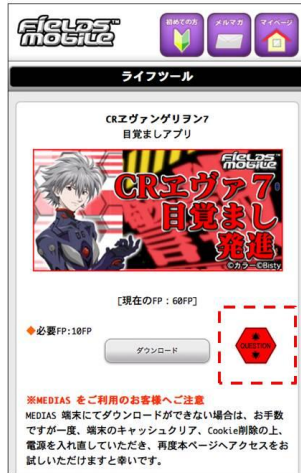 FIELDS™
MOBILE
初めての方
メルマガ
マイページ
ライフツール
CRヱヴァンゲリヲン7
目覚ましアプリ
FIELDS™
MOBILE
CRヱヴァ7
目覚まし
発進
©カラー©Bisty
[現在のFP:60FP]
◆必要FP:10FP
ダウンロード
QUESTION
※MEDIAS をご利用のお客様へご注意
MEDIAS 端末にてダウンロードができない場合は、お手数
ですが一度、端末のキャッシュクリア、Cookie削除の上、
電源を入れ直していただき、再度本ページへアクセスをお
試しいただけますと幸いです。